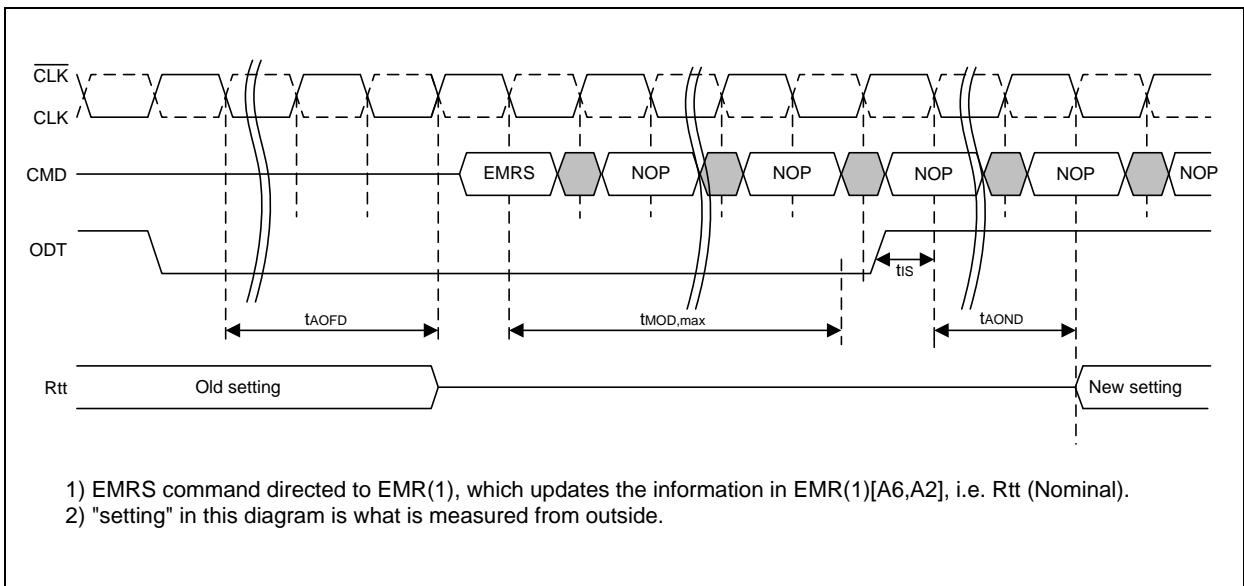 CLK
CLK
CMD
EMRS
NOP
NOP
NOP
NOP
NOP
ODT
tIS
tAOFD
tMOD,max
tAOND
Rtt
Old setting
New setting
1) EMRS command directed to EMR(1), which updates the information in EMR(1)[A6,A2], i.e. Rtt (Nominal).
2) "setting" in this diagram is what is measured from outside.